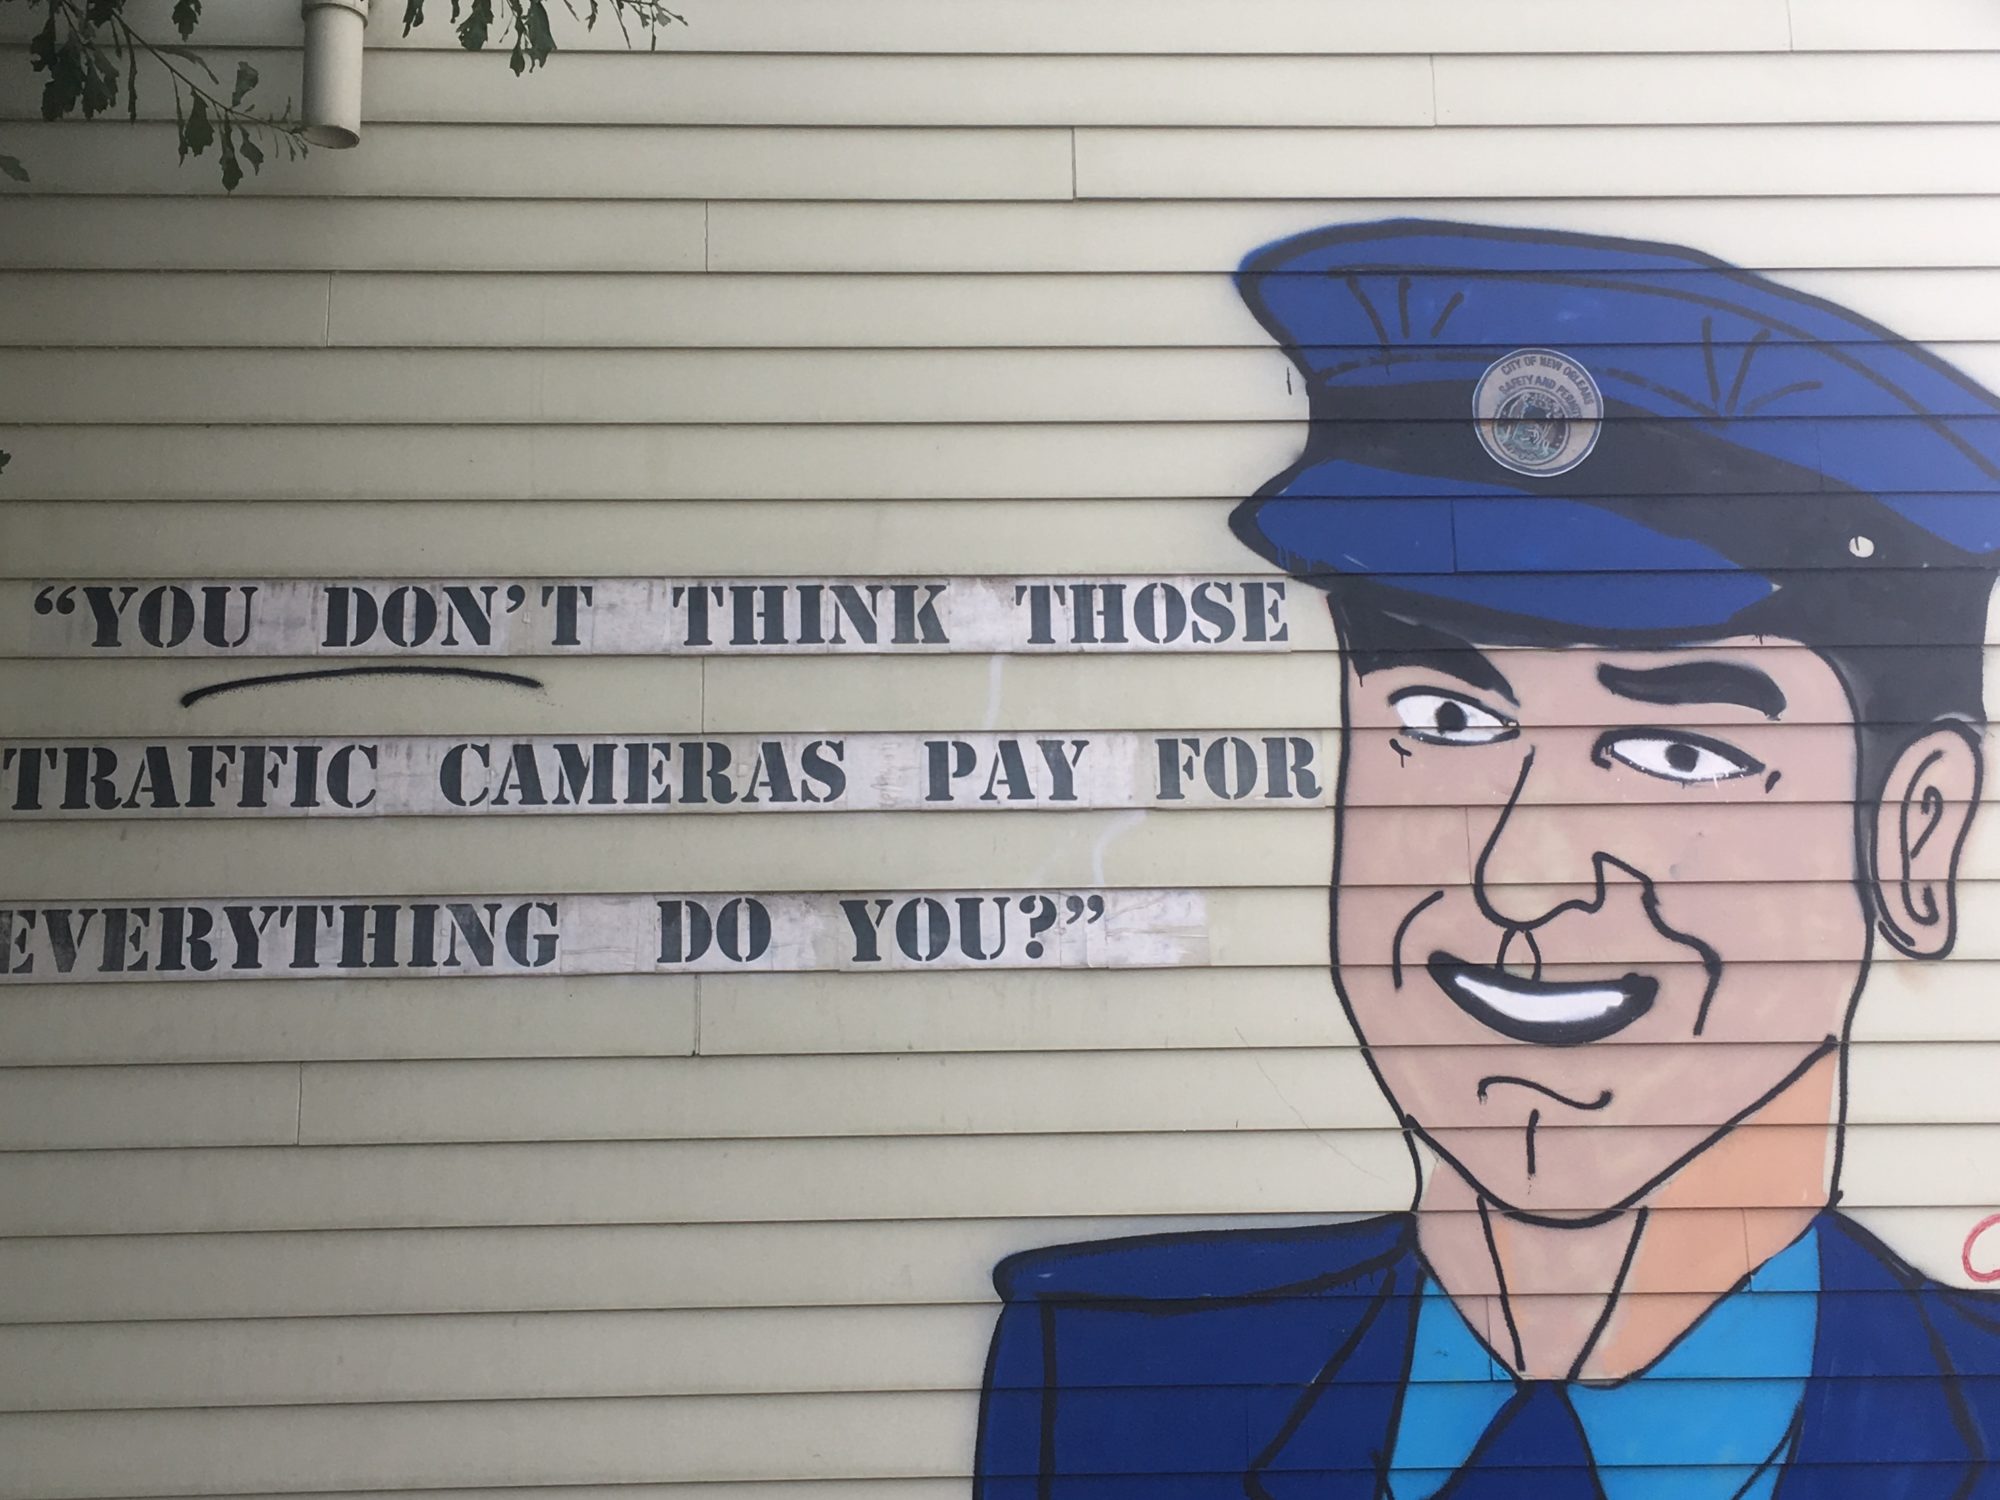 CITY OF NEW ORLEANS
SAFETY AND PERMITS
“YOU DON’T THINK THOSE
TRAFFIC CAMERAS PAY FOR
EVERYTHING DO YOU?”